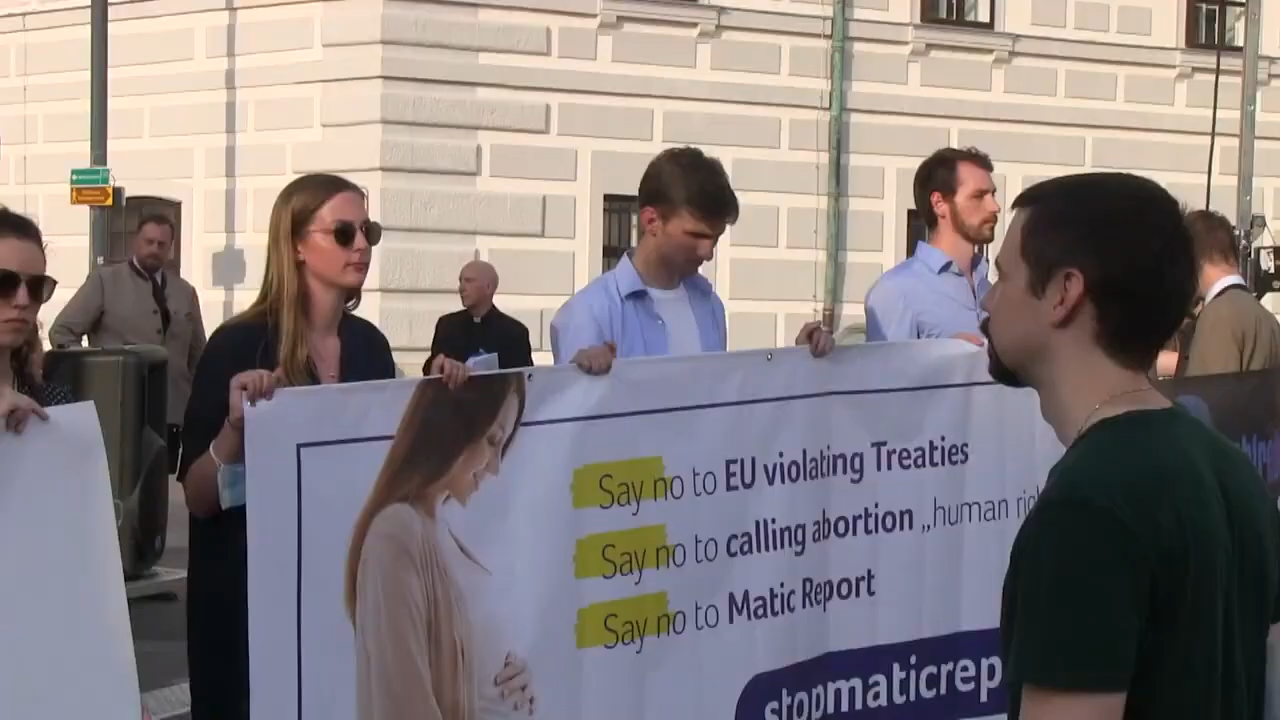 Say no to EU violating Treaties
Say no to calling abortion „human
Say no to Matic Report
stopmaticrep